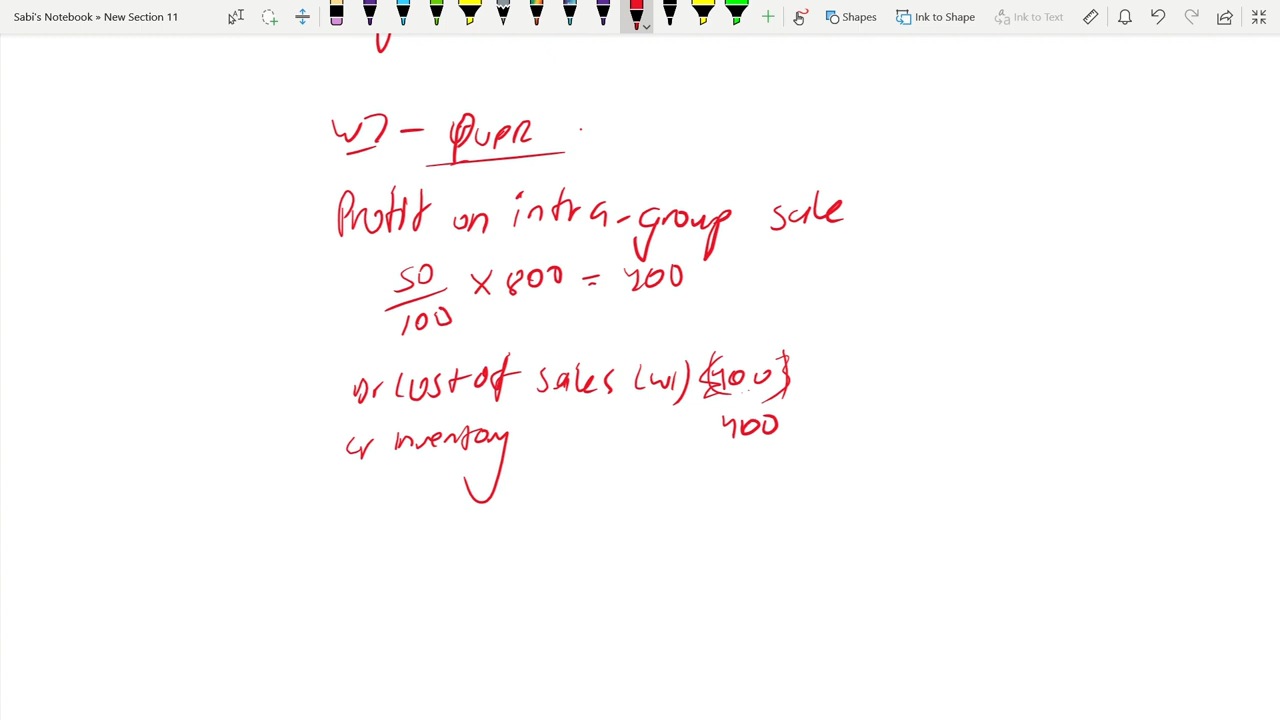 Sabi's Notebook » New Section 11 Shapes Ink to Shape Ink to Text
W7 - PUPR
Profit on intra-group sale
50/100 × 800 = 400
Dr Cost of sales (W1) 400
400
Cr inventory